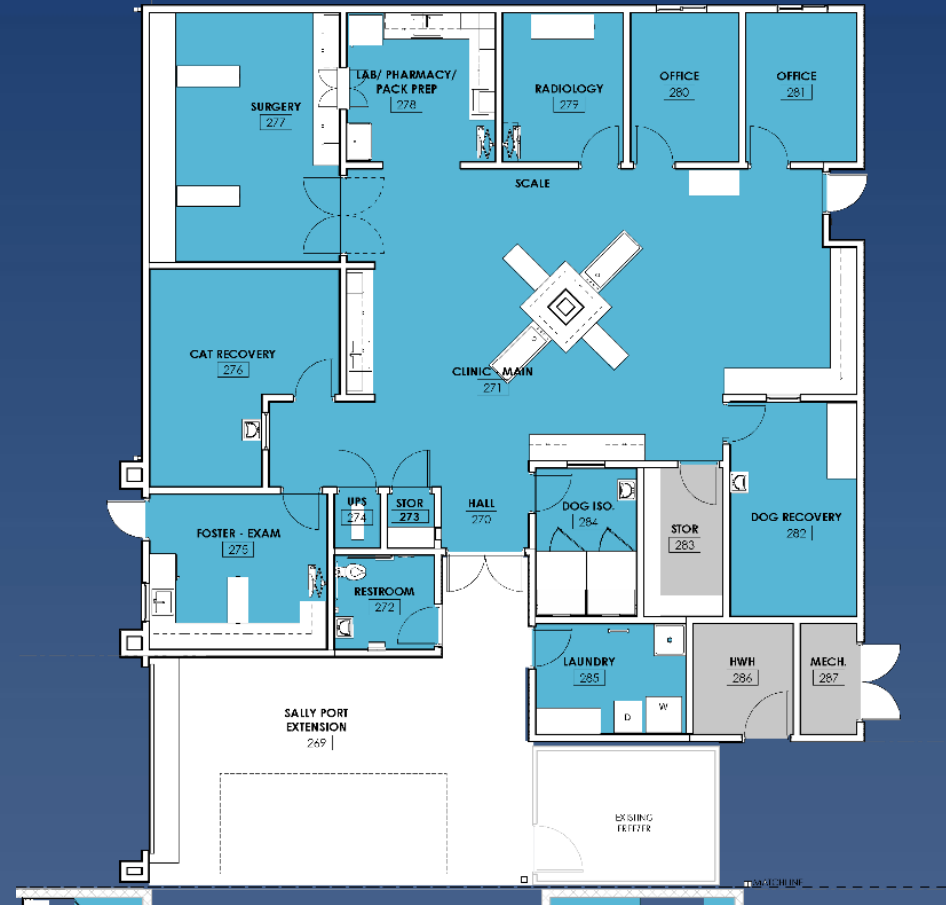 SURGERY
277
LAB/ PHARMACY/
PACK PREP
278
RADIOLOGY
279
OFFICE
280
OFFICE
281
SCALE
CAT RECOVERY
276
CLINIC - MAIN
271
UPS
274
STOR
273
HALL
270
DOG ISO.
284
STOR
283
DOG RECOVERY
282
FOSTER - EXAM
275
RESTROOM
272
LAUNDRY
285
D
W
HWH
286
MECH.
287
SALLY PORT
EXTENSION
269
EXISTING
FREEZER
MATCHLINE